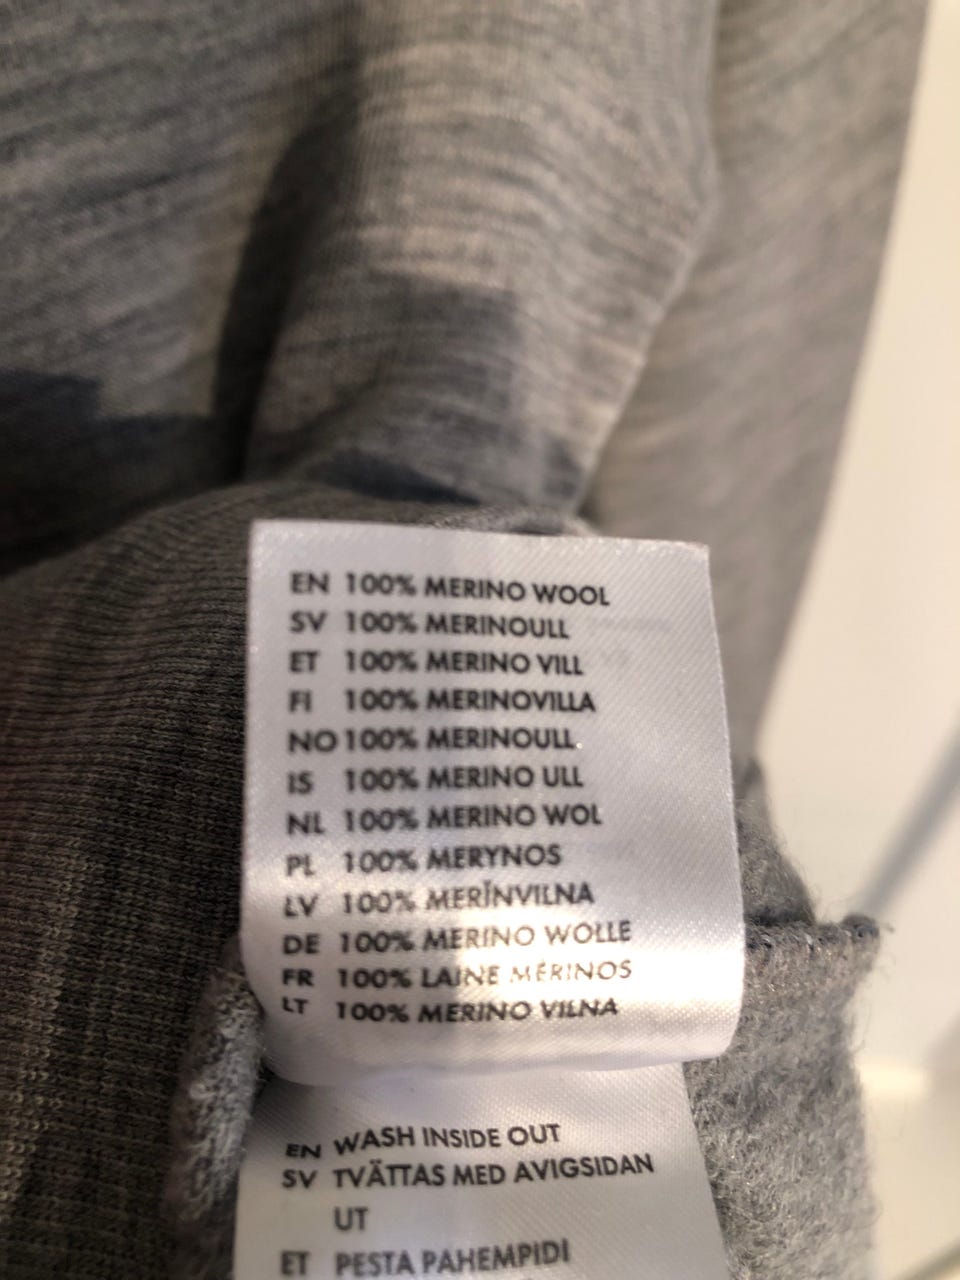 EN 100% MERINO WOOL
SV 100% MERINOULL
ET 100% MERINO VILL
FI 100% MERINOVILLA
NO 100% MERINOULL
IS 100% MERINO ULL
NL 100% MERINO WOL
PL 100% MERYNOS
LV 100% MERĪNVILNA
DE 100% MERINO WOLLE
FR 100% LAINE MÉRINOS
LT 100% MERINO VILNA
EN WASH INSIDE OUT
SV TVÄTTAS MED AVIGSIDAN
UT
ET PESTA PAHEMPIDI